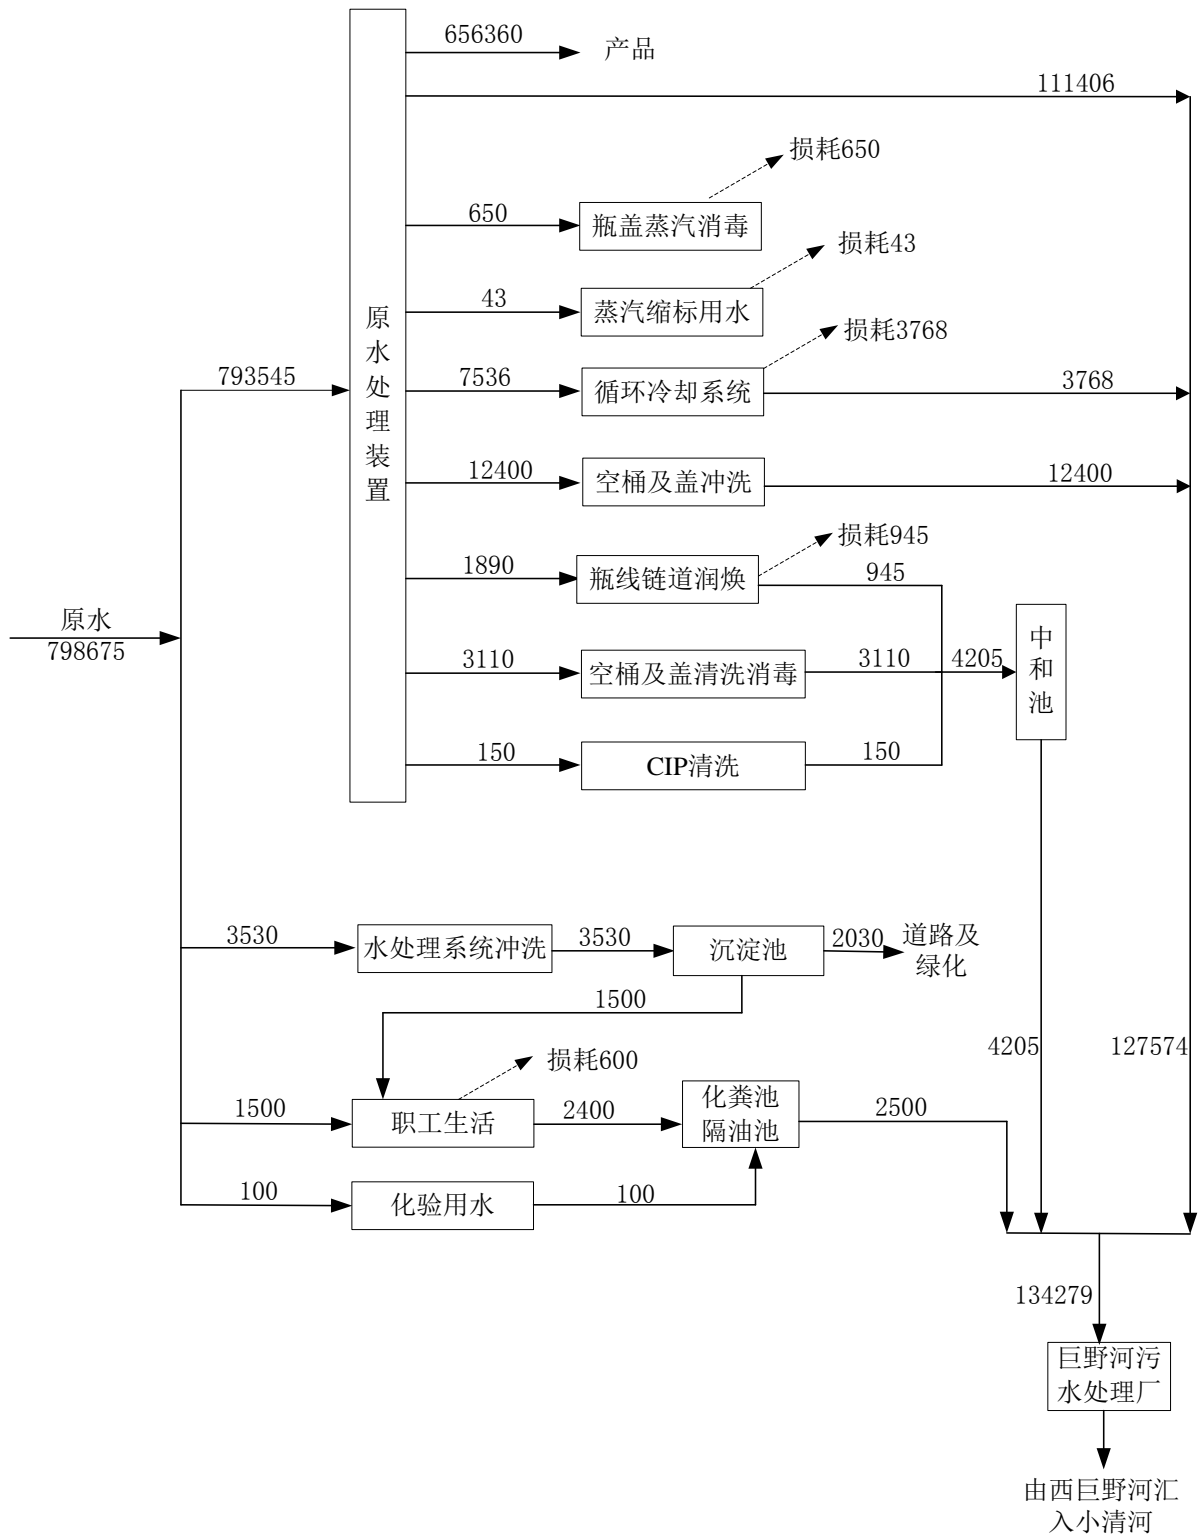 656360
产品
111406
损耗650
650
瓶盖蒸汽消毒
损耗43
43
蒸汽缩标用水
损耗3768
原水处理装置
793545
7536
循环冷却系统
3768
12400
空桶及盖冲洗
12400
损耗945
1890
瓶线链道润焕
945
原水
798675
3110
空桶及盖清洗消毒
3110
4205
中和池
150
CIP清洗
150
3530
水处理系统冲洗
3530
沉淀池
2030
道路及
绿化
1500
损耗600
4205
127574
1500
职工生活
2400
化粪池
隔油池
2500
100
化验用水
100
134279
巨野河污
水处理厂
由西巨野河汇
入小清河